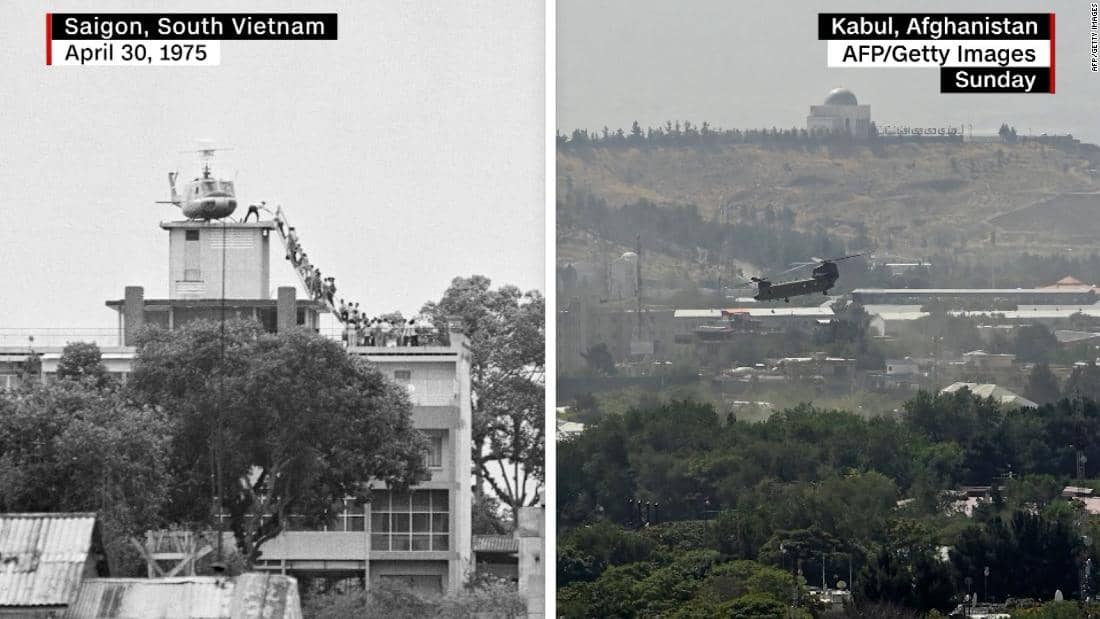 Saigon, South Vietnam
April 30, 1975
Kabul, Afghanistan
AFP/Getty Images
Sunday
AFP/GETTY IMAGES